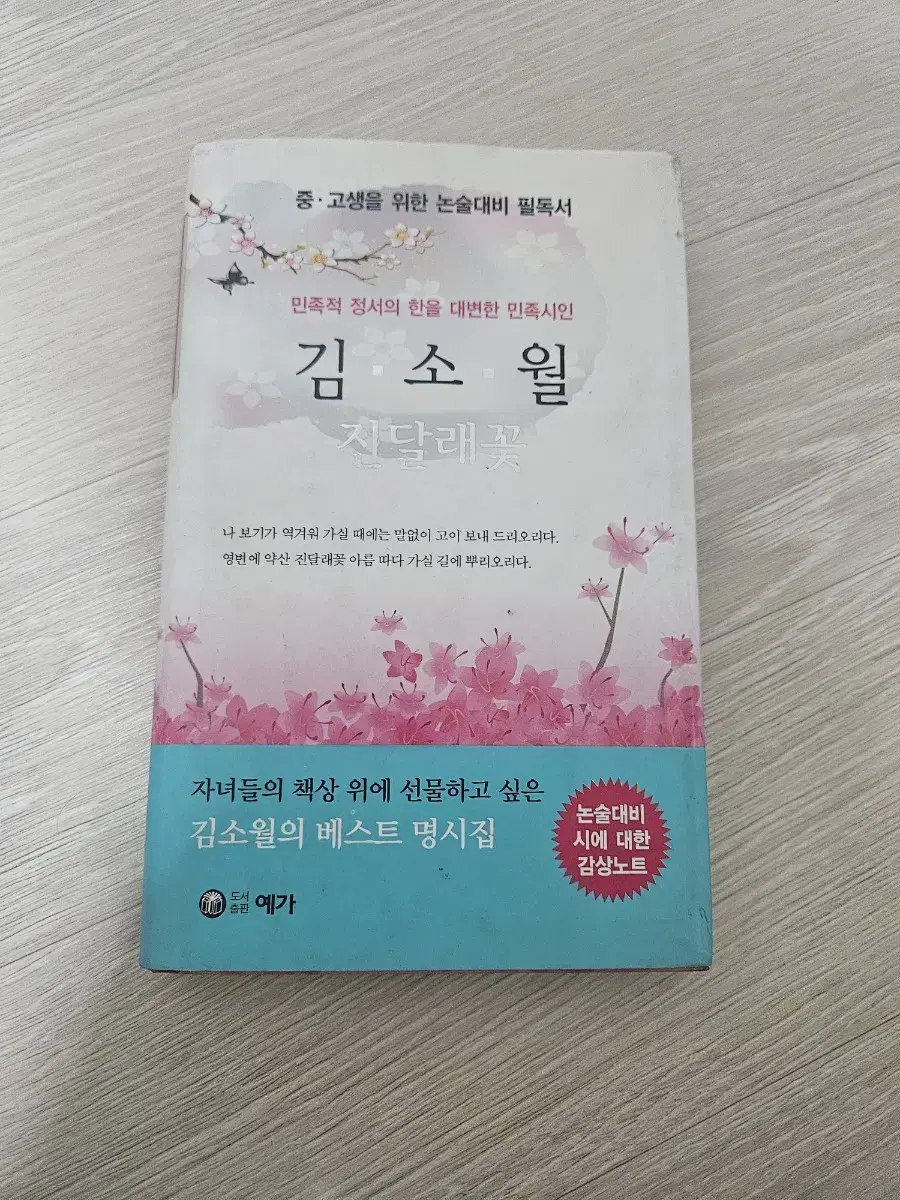 중·고생을 위한 논술대비 필독서
민족적 정서의 한을 대변한 민족시인
김·소·월
진달래꽃
나 보기가 역겨워 가실 때에는 말없이 고이 보내 드리오리다.
영변에 약산 진달래꽃 아름 따다 가실 길에 뿌리오리다.
자녀들의 책상 위에 선물하고 싶은
김소월의 베스트 명시집
논술대비
시에 대한
감상노트
도서
출판 예가